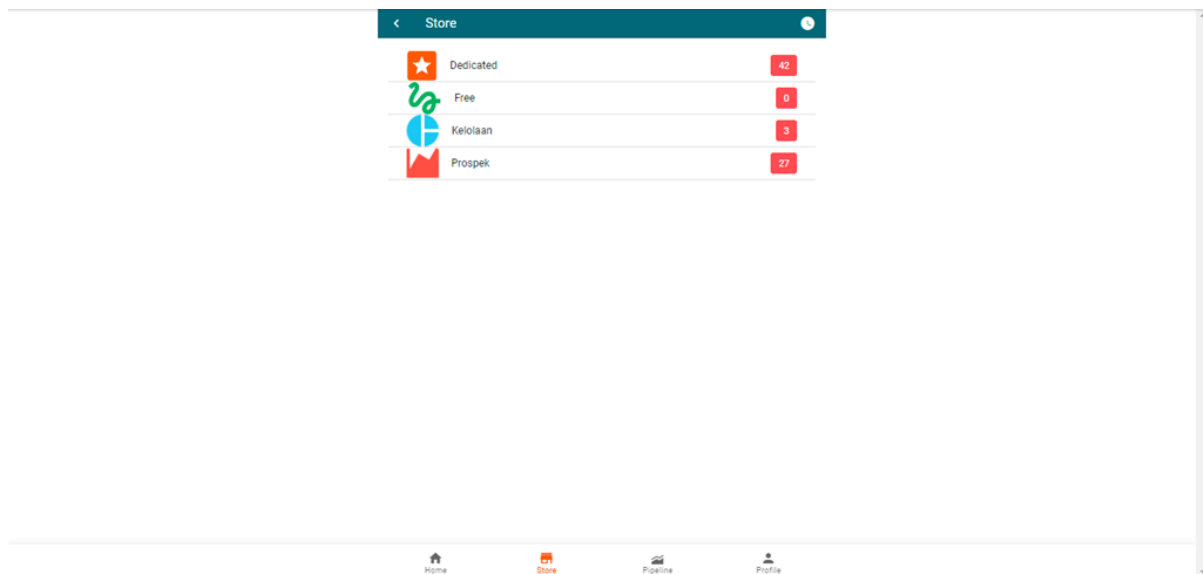 Store
Dedicated 42
Free 0
Kelolaan 3
Prospek 27
Home Store Pipeline Profile